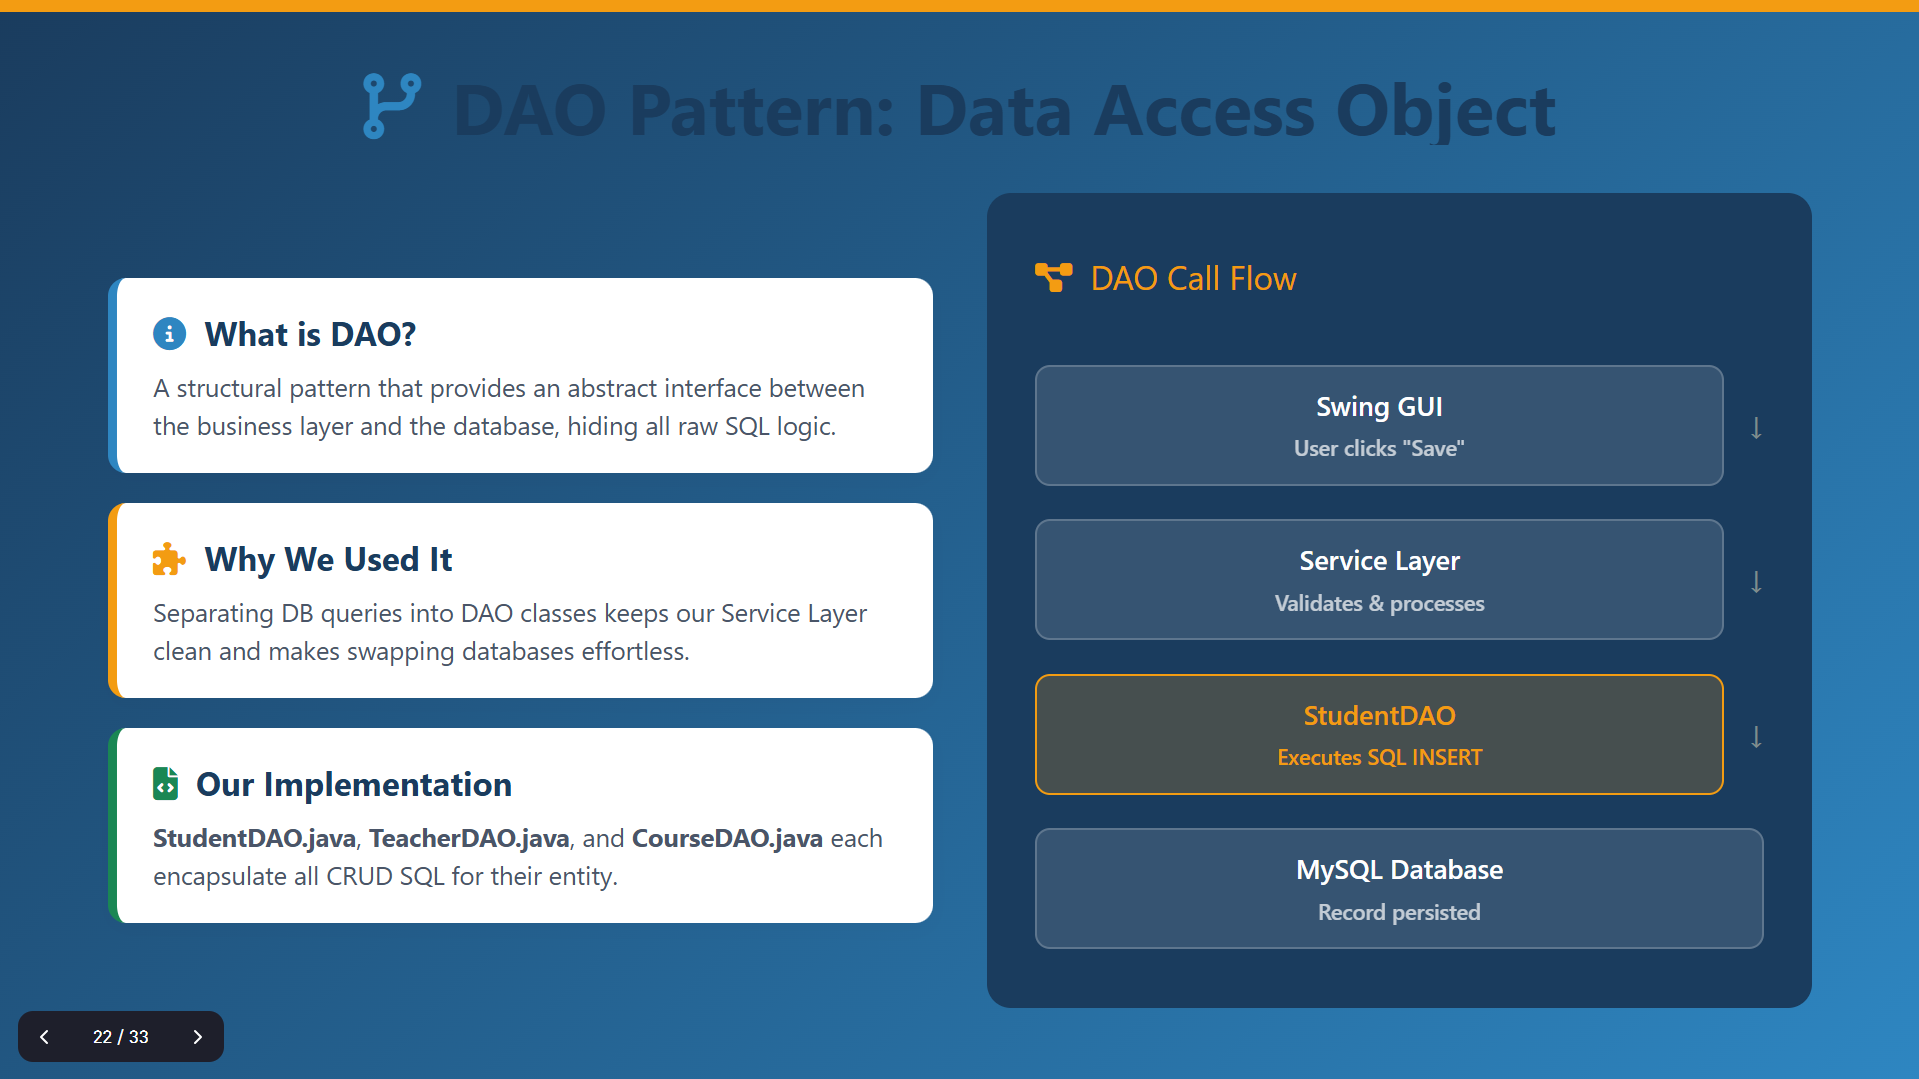 DAO Pattern: Data Access Object
What is DAO?
A structural pattern that provides an abstract interface between
the business layer and the database, hiding all raw SQL logic.
Why We Used It
Separating DB queries into DAO classes keeps our Service Layer
clean and makes swapping databases effortless.
Our Implementation
StudentDAO.java, TeacherDAO.java, and CourseDAO.java each
encapsulate all CRUD SQL for their entity.
DAO Call Flow
Swing GUI
User clicks "Save"
↓
Service Layer
Validates & processes
↓
StudentDAO
Executes SQL INSERT
↓
MySQL Database
Record persisted
22 / 33